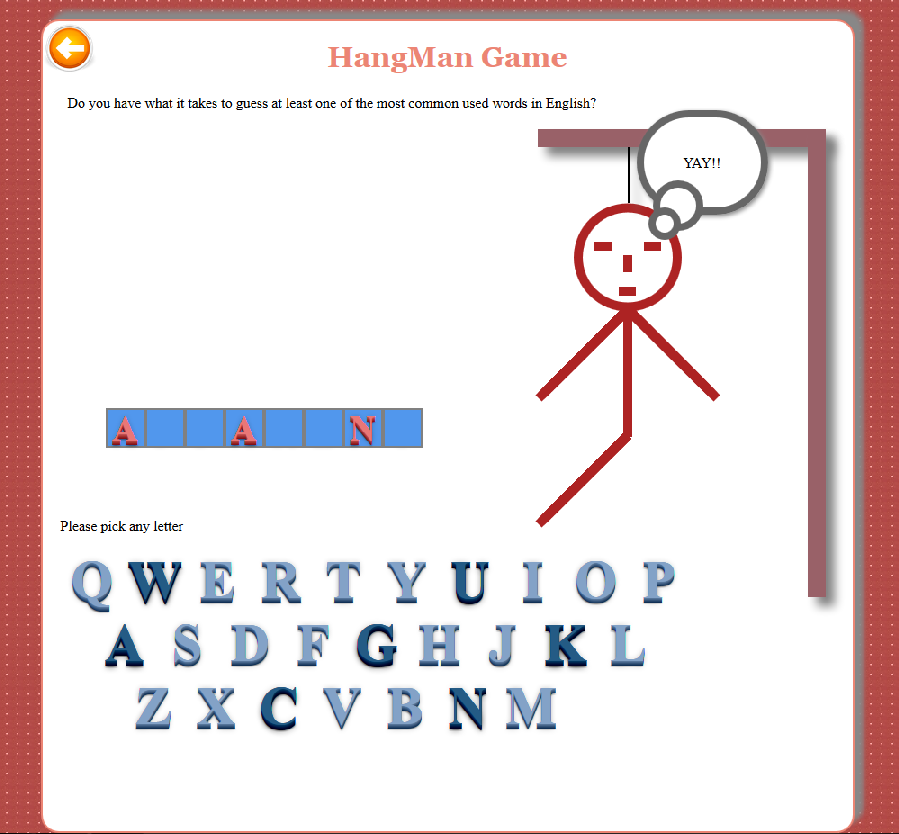 HangMan Game
Do you have what it takes to guess at least one of the most common used words in English?
YAY!!
A A N
Please pick any letter
Q W E R T Y U I O P
A S D F G H J K L
Z X C V B N M